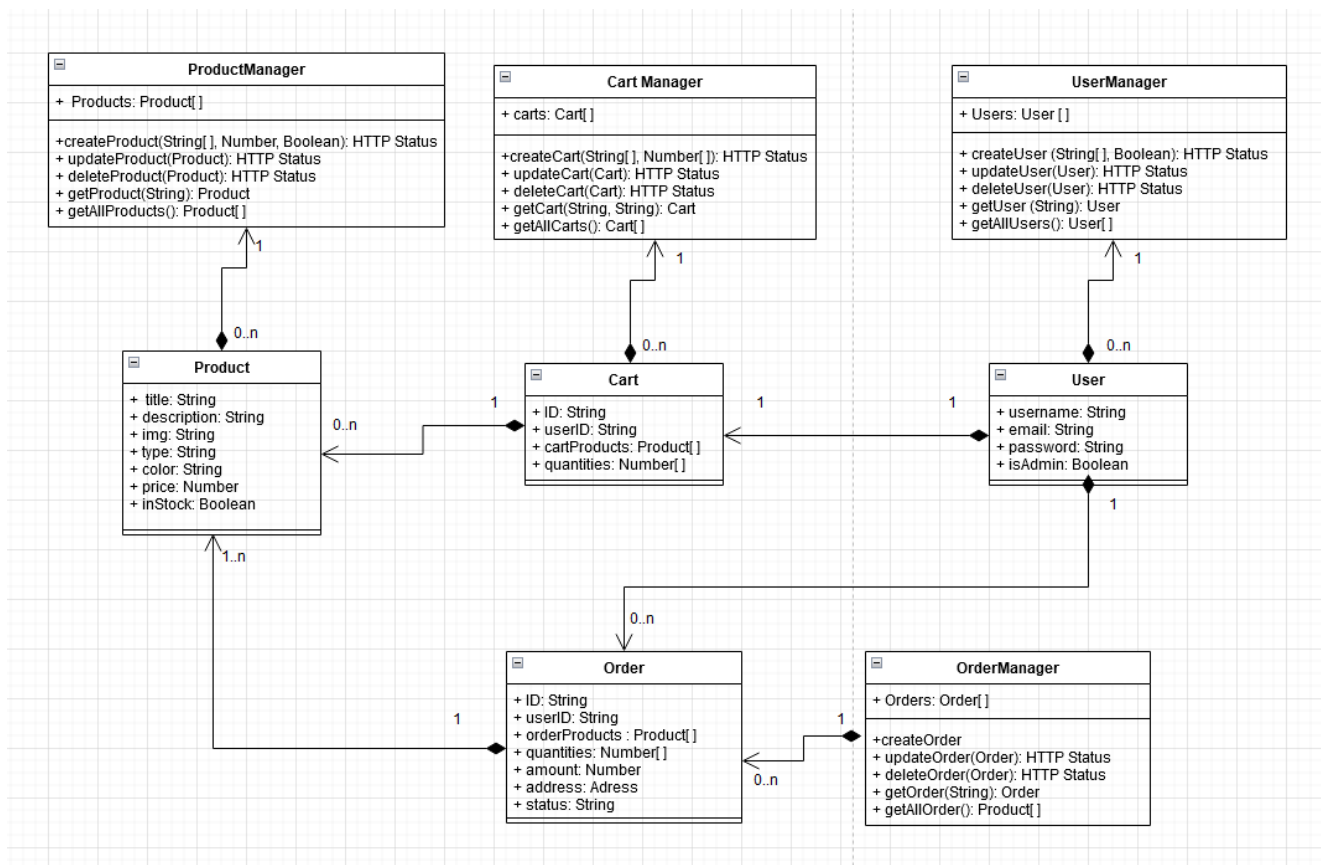 ProductManager
+ Products: Product[ ]
+createProduct(String[ ], Number, Boolean): HTTP Status
+ updateProduct(Product): HTTP Status
+ deleteProduct(Product): HTTP Status
+ getProduct(String): Product
+ getAllProducts(): Product[ ]
Cart Manager
+ carts: Cart[ ]
+createCart(String[ ], Number[ ]): HTTP Status
+ updateCart(Cart): HTTP Status
+ deleteCart(Cart): HTTP Status
+ getCart(String, String): Cart
+ getAllCarts(): Cart[ ]
UserManager
+ Users: User [ ]
+ createUser (String[ ], Boolean): HTTP Status
+ updateUser(User): HTTP Status
+ deleteUser(User): HTTP Status
+ getUser (String): User
+ getAllUsers(): User[ ]
1
1
1
0..n
0..n
0..n
Product
+ title: String
+ description: String
+ img: String
+ type: String
+ color: String
+ price: Number
+ inStock: Boolean
0..n
1
Cart
+ ID: String
+ userID: String
+ cartProducts: Product[ ]
+ quantities: Number[ ]
1
1
User
+ username: String
+ email: String
+ password: String
+ isAdmin: Boolean
1
1..n
0..n
1
Order
+ ID: String
+ userID: String
+ orderProducts : Product[ ]
+ quantities: Number[ ]
+ amount: Number
+ address: Adress
+ status: String
1
0..n
OrderManager
+ Orders: Order[ ]
+createOrder
+ updateOrder(Order): HTTP Status
+ deleteOrder(Order): HTTP Status
+ getOrder(String): Order
+ getAllOrder(): Product[ ]